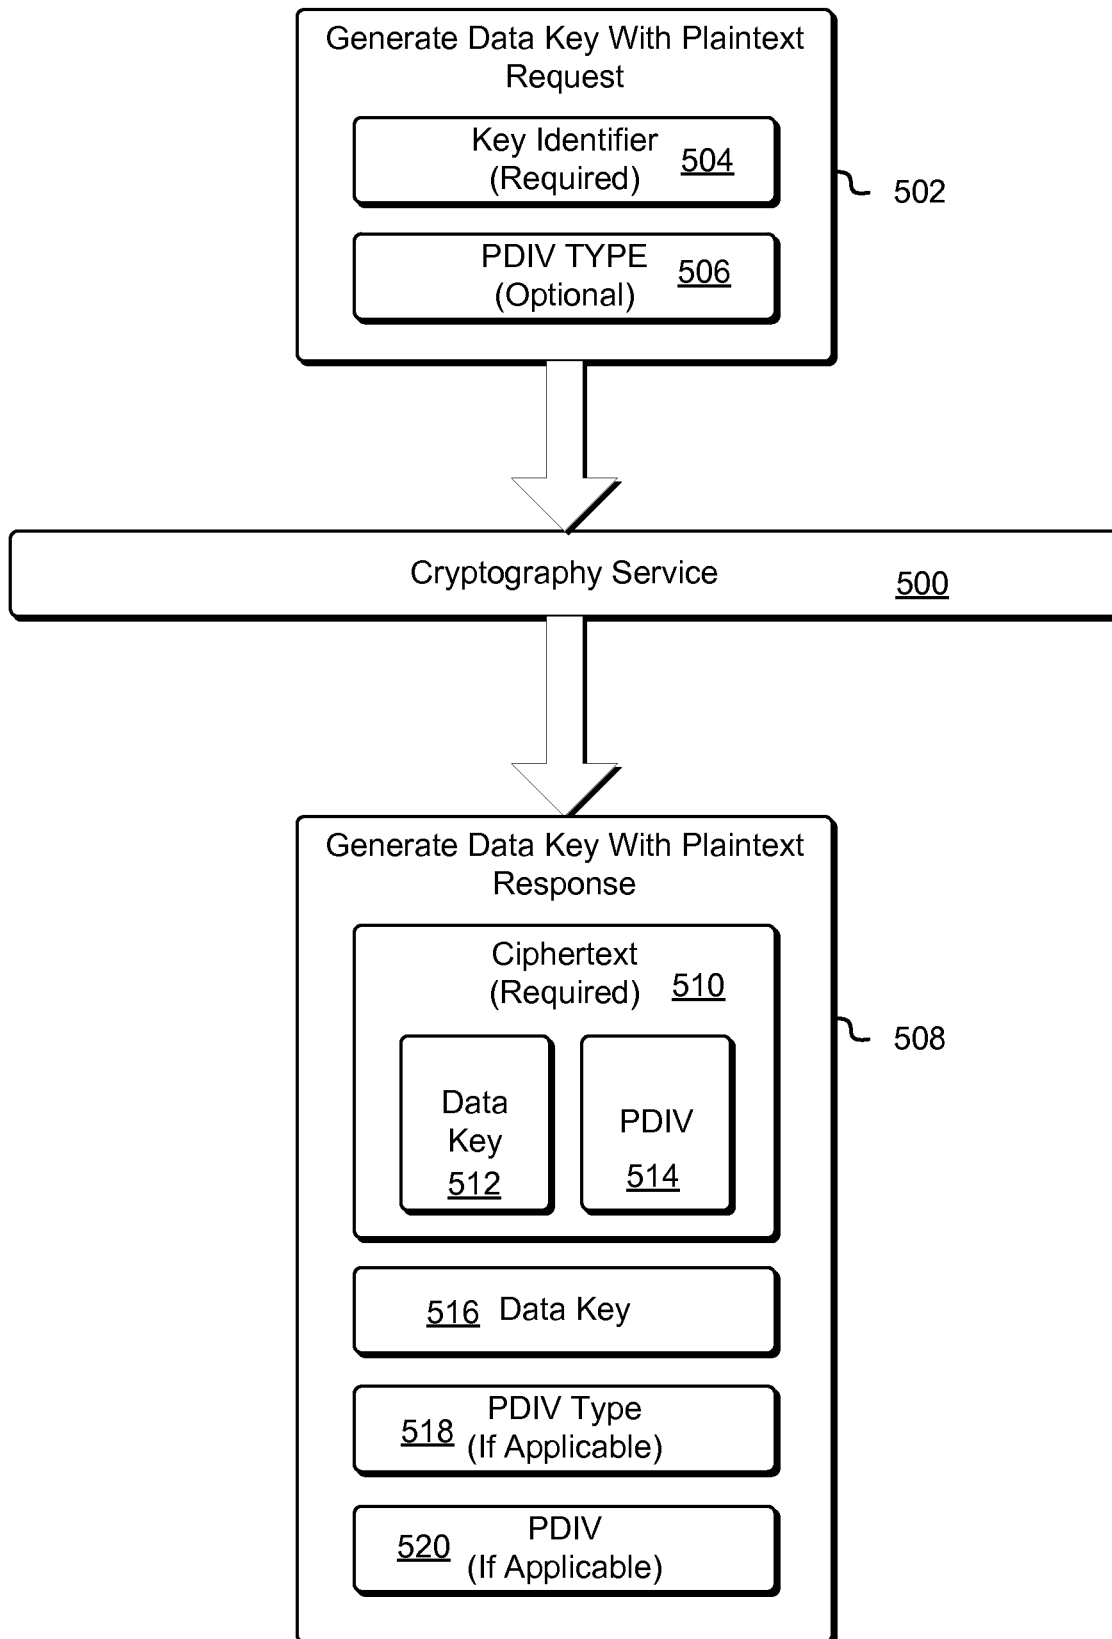 Generate Data Key With Plaintext
Request
Key Identifier
(Required)
504
PDIV TYPE
(Optional)
506
502
Cryptography Service
500
Generate Data Key With Plaintext
Response
Ciphertext
(Required)
510
Data
Key
512
PDIV
514
508
516 Data Key
PDIV Type
518 (If Applicable)
PDIV
520 (If Applicable)